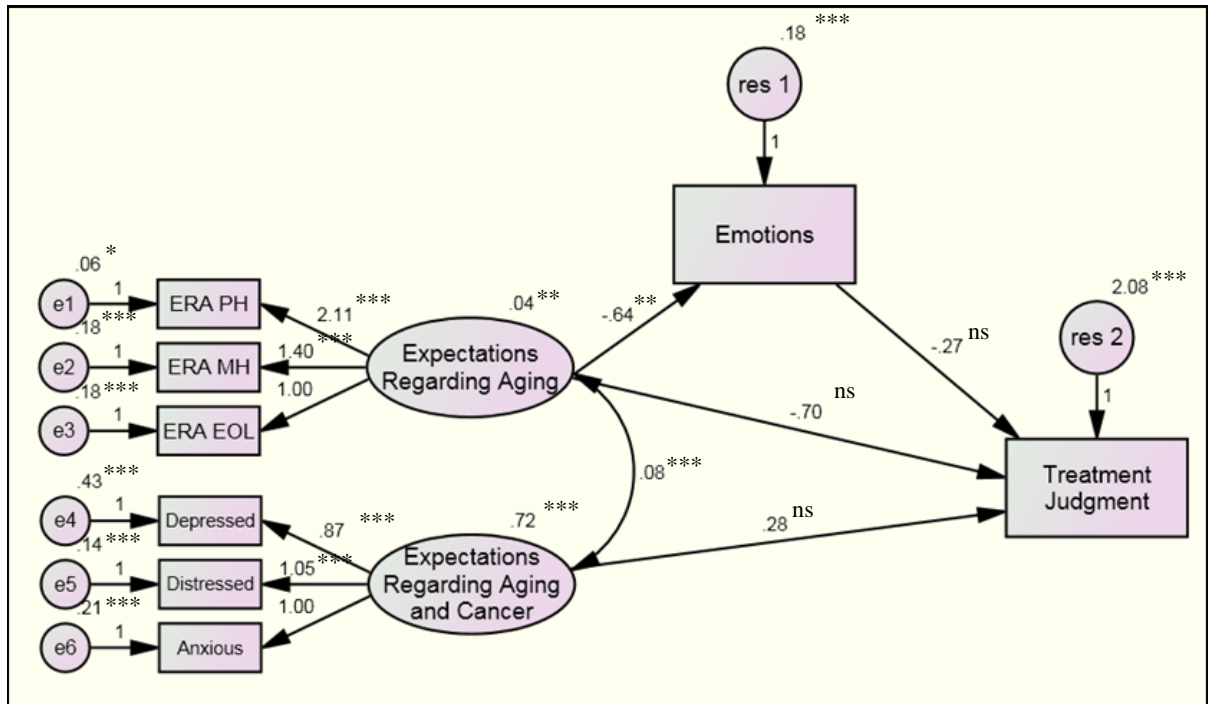 .18 ***
res 1
1
Emotions
.06 *
e1
1
ERA PH
2.11 ***
.18 ***
e2
1
ERA MH
1.40 ***
.18 ***
e3
1
ERA EOL
1.00
.04 **
Expectations
Regarding Aging
-.64 **
-.27 ns
2.08 ***
res 2
1
-.70 ns
Treatment
Judgment
.08 ***
.43 ***
e4
1
Depressed
.87 ***
.14 ***
e5
1
Distressed
1.05 ***
.21 ***
e6
1
Anxious
1.00
.72 ***
Expectations
Regarding Aging
and Cancer
.28 ns